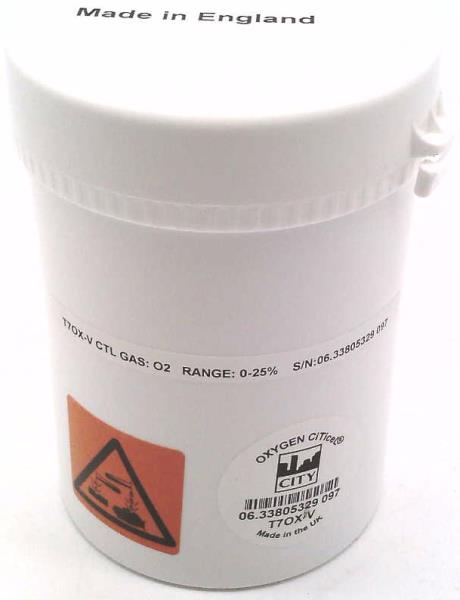 Made in England
T7OX-V CTL GAS: O2 RANGE: 0-25% S/N:06.33805329 097
OXYGEN CiTiceL®
CITY
06.33805329 097
T7OX-V
Made in the UK